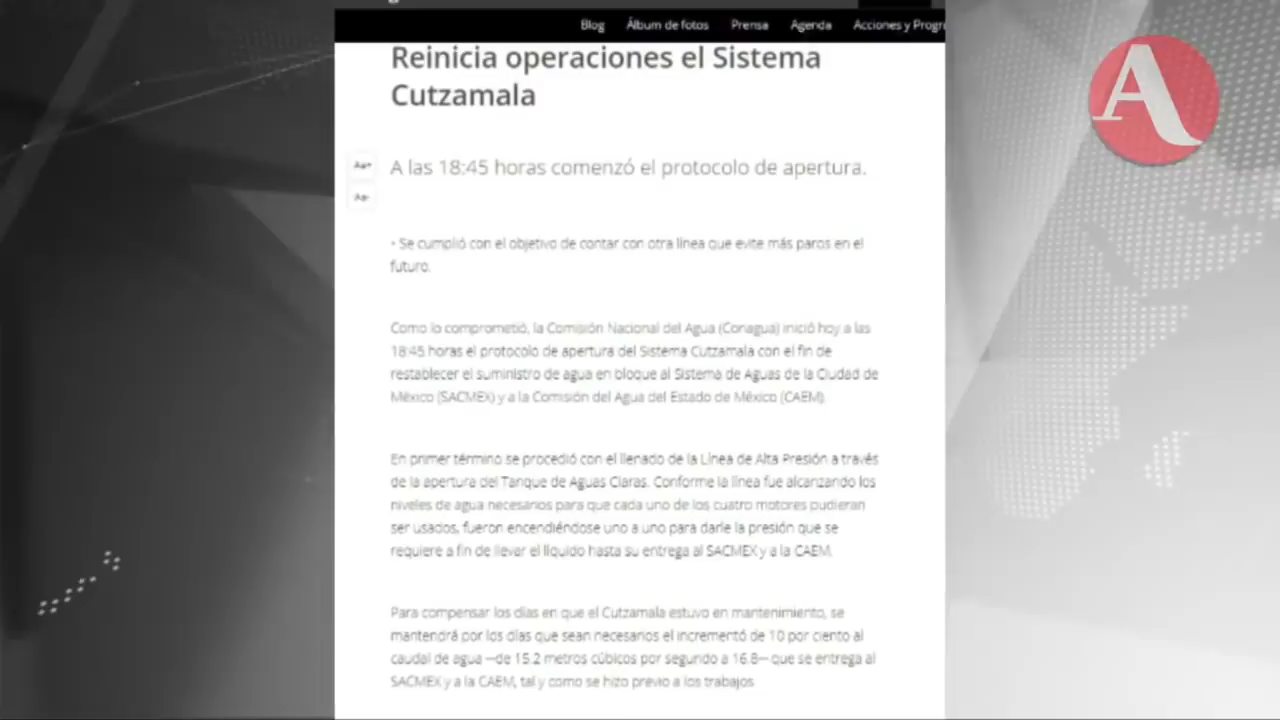 Blog Álbum de fotos Prensa Agenda Acciones y Progr
Reinicia operaciones el Sistema
Cutzamala
Aa+
A las 18:45 horas comenzó el protocolo de apertura.
Aa-
• Se cumplió con el objetivo de contar con otra línea que evite más paros en el
futuro.
Como lo comprometió, la Comisión Nacional del Agua (Conagua) inició hoy a las
18:45 horas el protocolo de apertura del Sistema Cutzamala con el fin de
restablecer el suministro de agua en bloque al Sistema de Aguas de la Ciudad de
México (SACMEX) y a la Comisión del Agua del Estado de México (CAEM).
En primer término se procedió con el llenado de la Línea de Alta Presión a través
de la apertura del Tanque de Aguas Claras. Conforme la línea fue alcanzando los
niveles de agua necesarios para que cada uno de los cuatro motores pudieran
ser usados, fueron encendiéndose uno a uno para darle la presión que se
requiere a fin de llevar el líquido hasta su entrega al SACMEX y a la CAEM.
Para compensar los días en que el Cutzamala estuvo en mantenimiento, se
mantendrá por los días que sean necesarios el incrementó de 10 por ciento al
caudal de agua —de 15.2 metros cúbicos por segundo a 16.8— que se entrega al
SACMEX y a la CAEM, tal y como se hizo previo a los trabajos
A